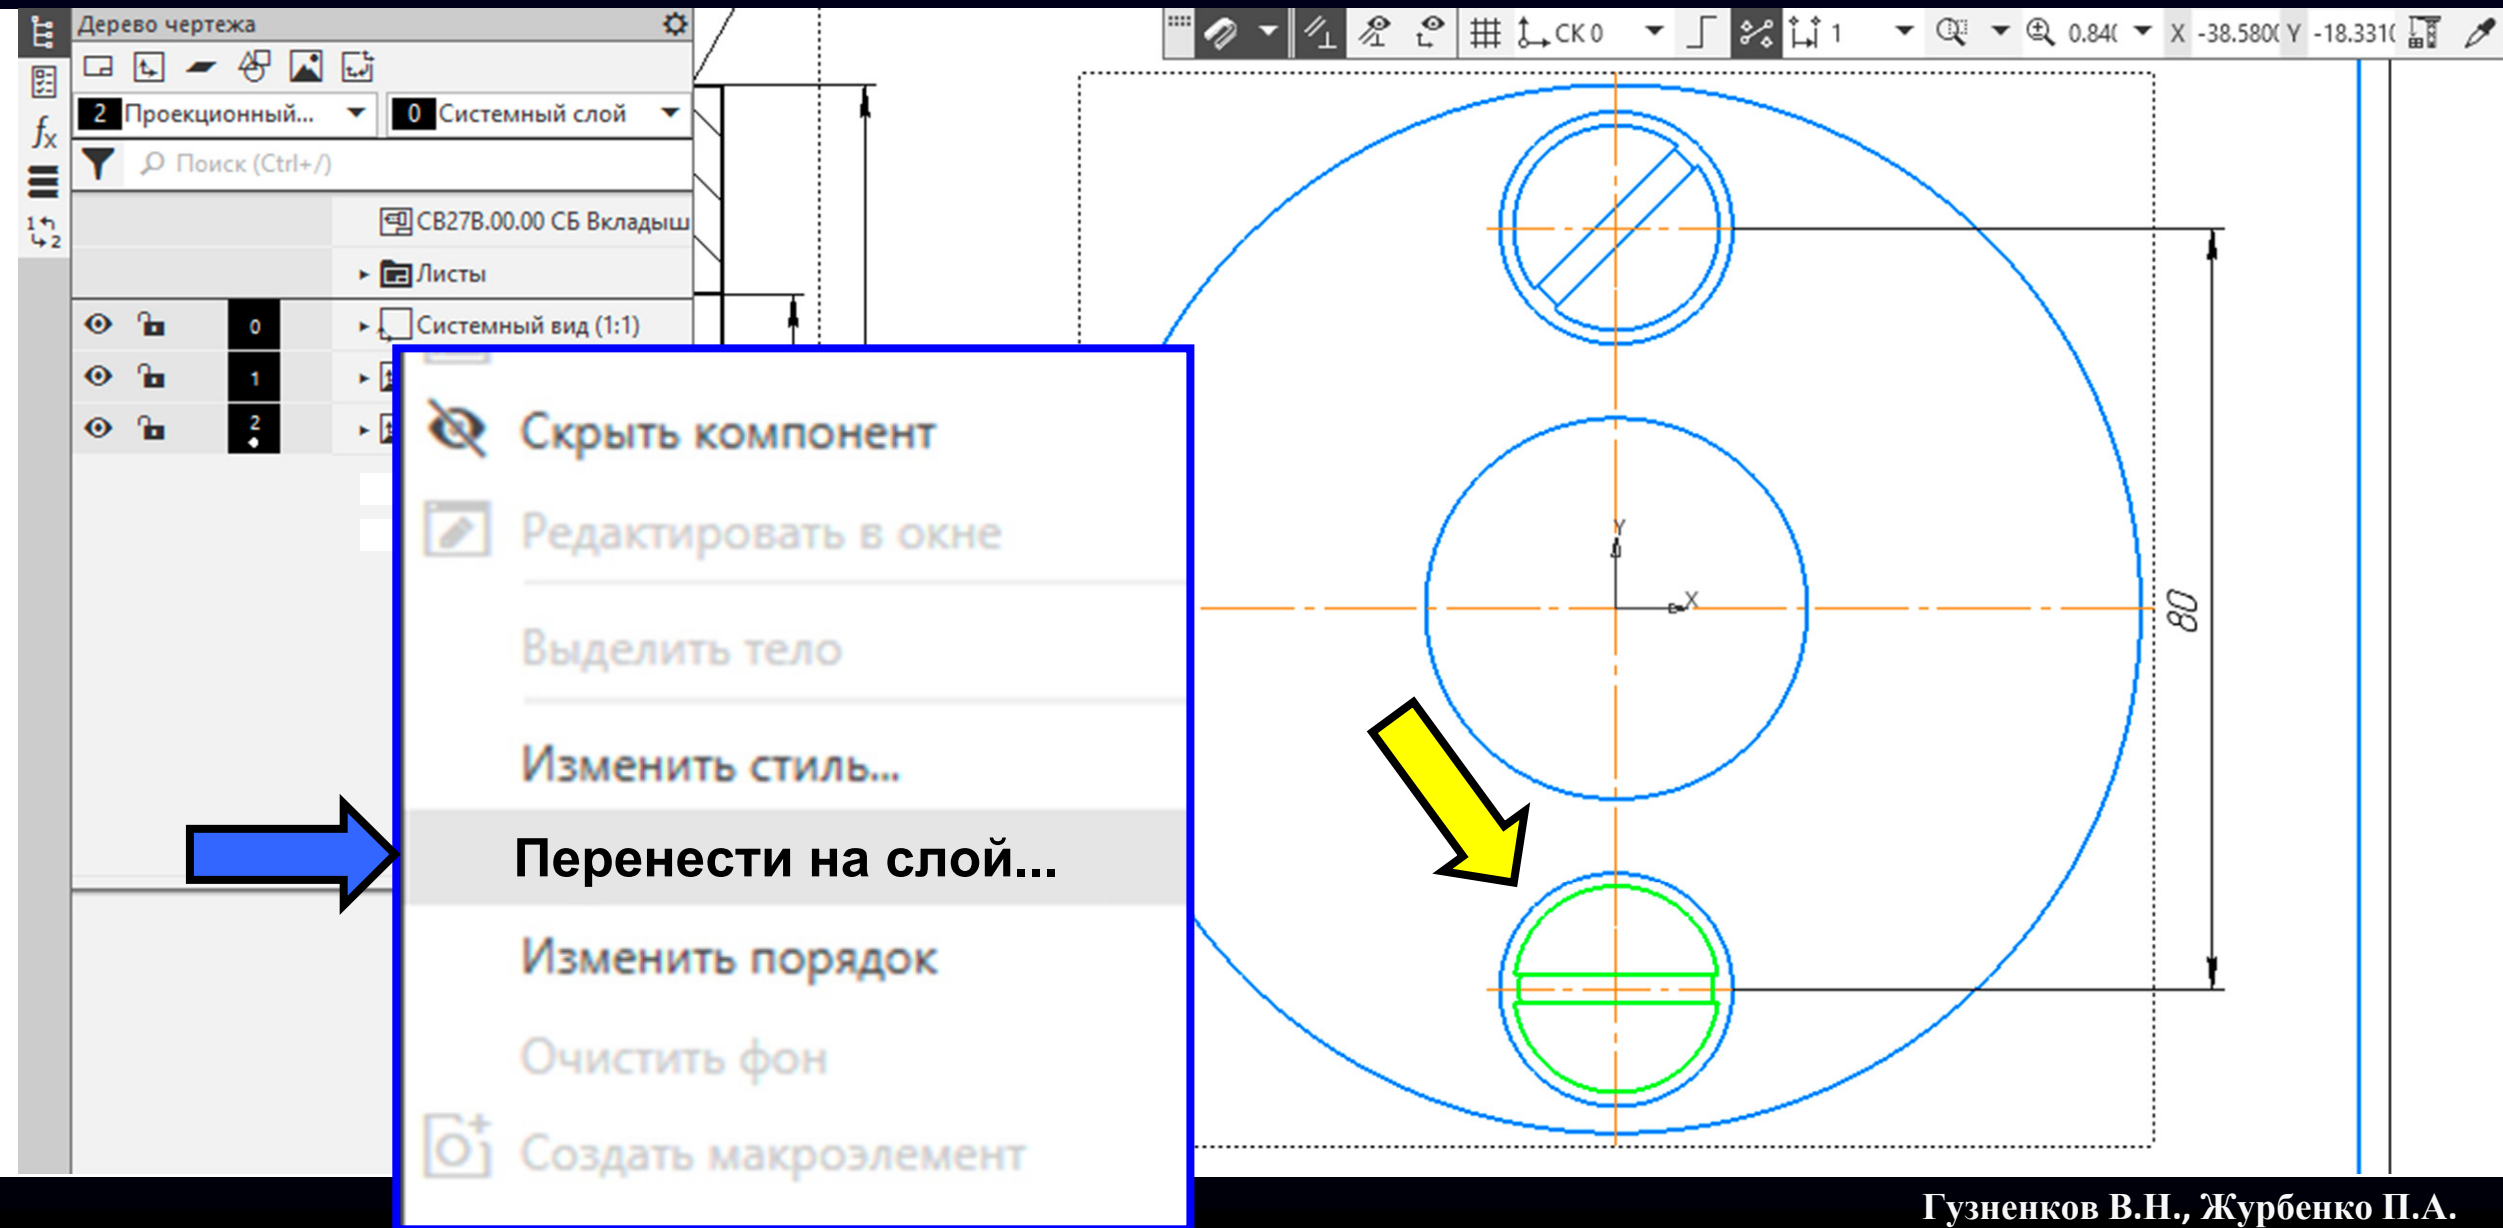 Дерево чертежа
2 Проекционный... 0 Системный слой
Поиск (Ctrl+/)
СВ27В.00.00 СБ Вкладыш
Листы
0 Системный вид (1:1)
1
2
СК 0
1
0.84(
X -38.580( Y -18.331(
Скрыть компонент
Редактировать в окне
Выделить тело
Изменить стиль...
Перенести на слой...
Изменить порядок
Очистить фон
Создать макроэлемент
Y
X
80
Гузненков В.Н., Журбенко П.А.